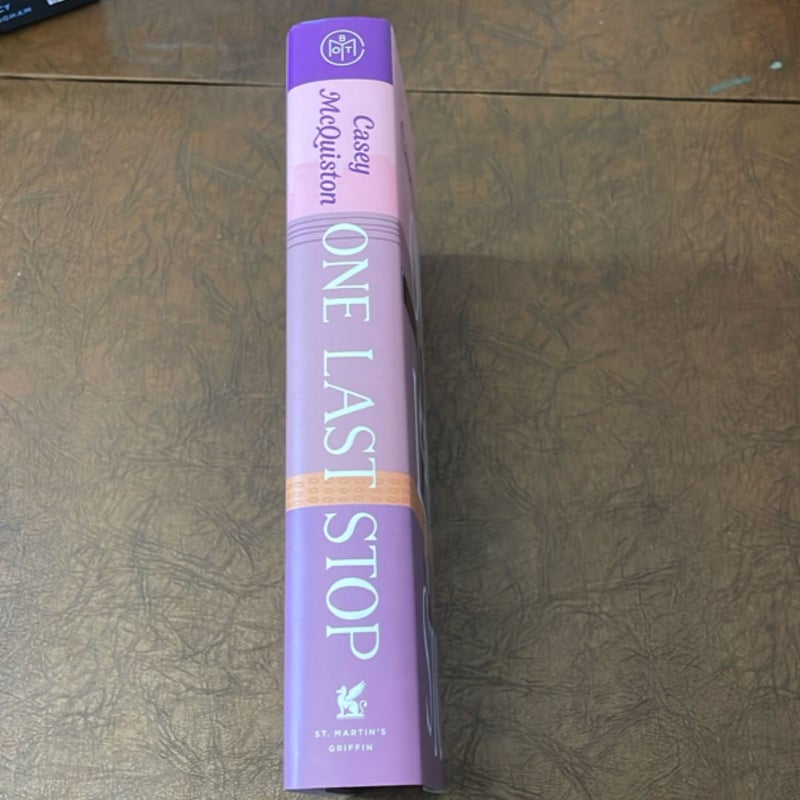 BOTM
Casey
McQuiston
ONE LAST STOP
ST. MARTIN'S
GRIFFIN